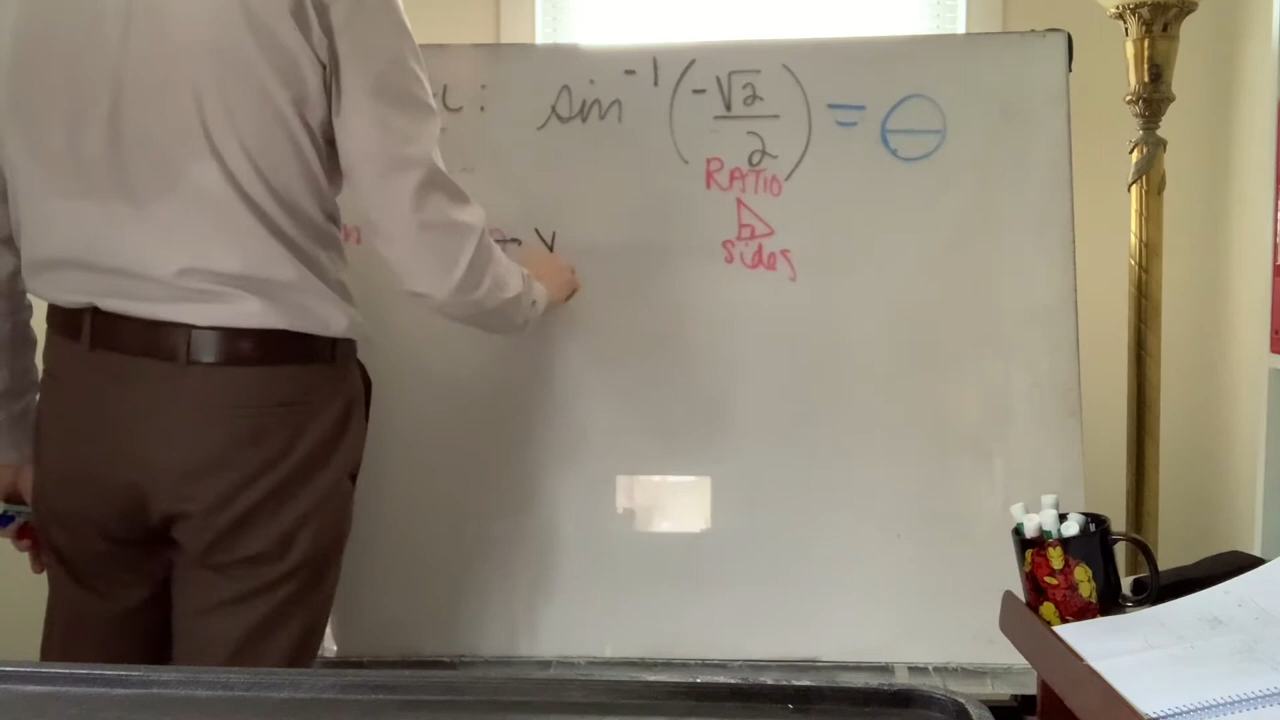 sin⁻¹(-√2/2) = θ
RATIO
sides